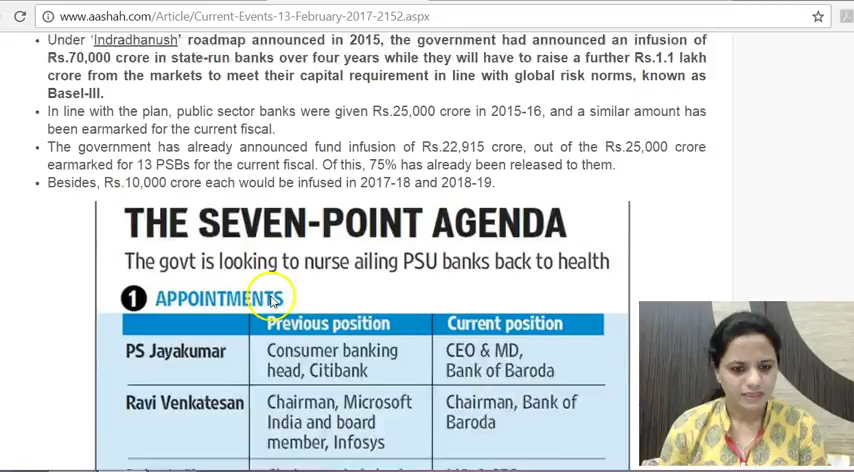 www.aashah.com/Article/Current-Events-13-February-2017-2152.aspx
• Under 'Indradhanush' roadmap announced in 2015, the government had announced an infusion of
Rs.70,000 crore in state-run banks over four years while they will have to raise a further Rs.1.1 lakh
crore from the markets to meet their capital requirement in line with global risk norms, known as
Basel-III.
• In line with the plan, public sector banks were given Rs.25,000 crore in 2015-16, and a similar amount has
been earmarked for the current fiscal.
• The government has already announced fund infusion of Rs.22,915 crore, out of the Rs.25,000 crore
earmarked for 13 PSBs for the current fiscal. Of this, 75% has already been released to them.
• Besides, Rs.10,000 crore each would be infused in 2017-18 and 2018-19.
THE SEVEN-POINT AGENDA
The govt is looking to nurse ailing PSU banks back to health
1 APPOINTMENTS
Previous position Current position
PS Jayakumar Consumer banking CEO & MD,
head, Citibank Bank of Baroda
Ravi Venkatesan Chairman, Microsoft Chairman, Bank of
India and board Baroda
member, Infosys